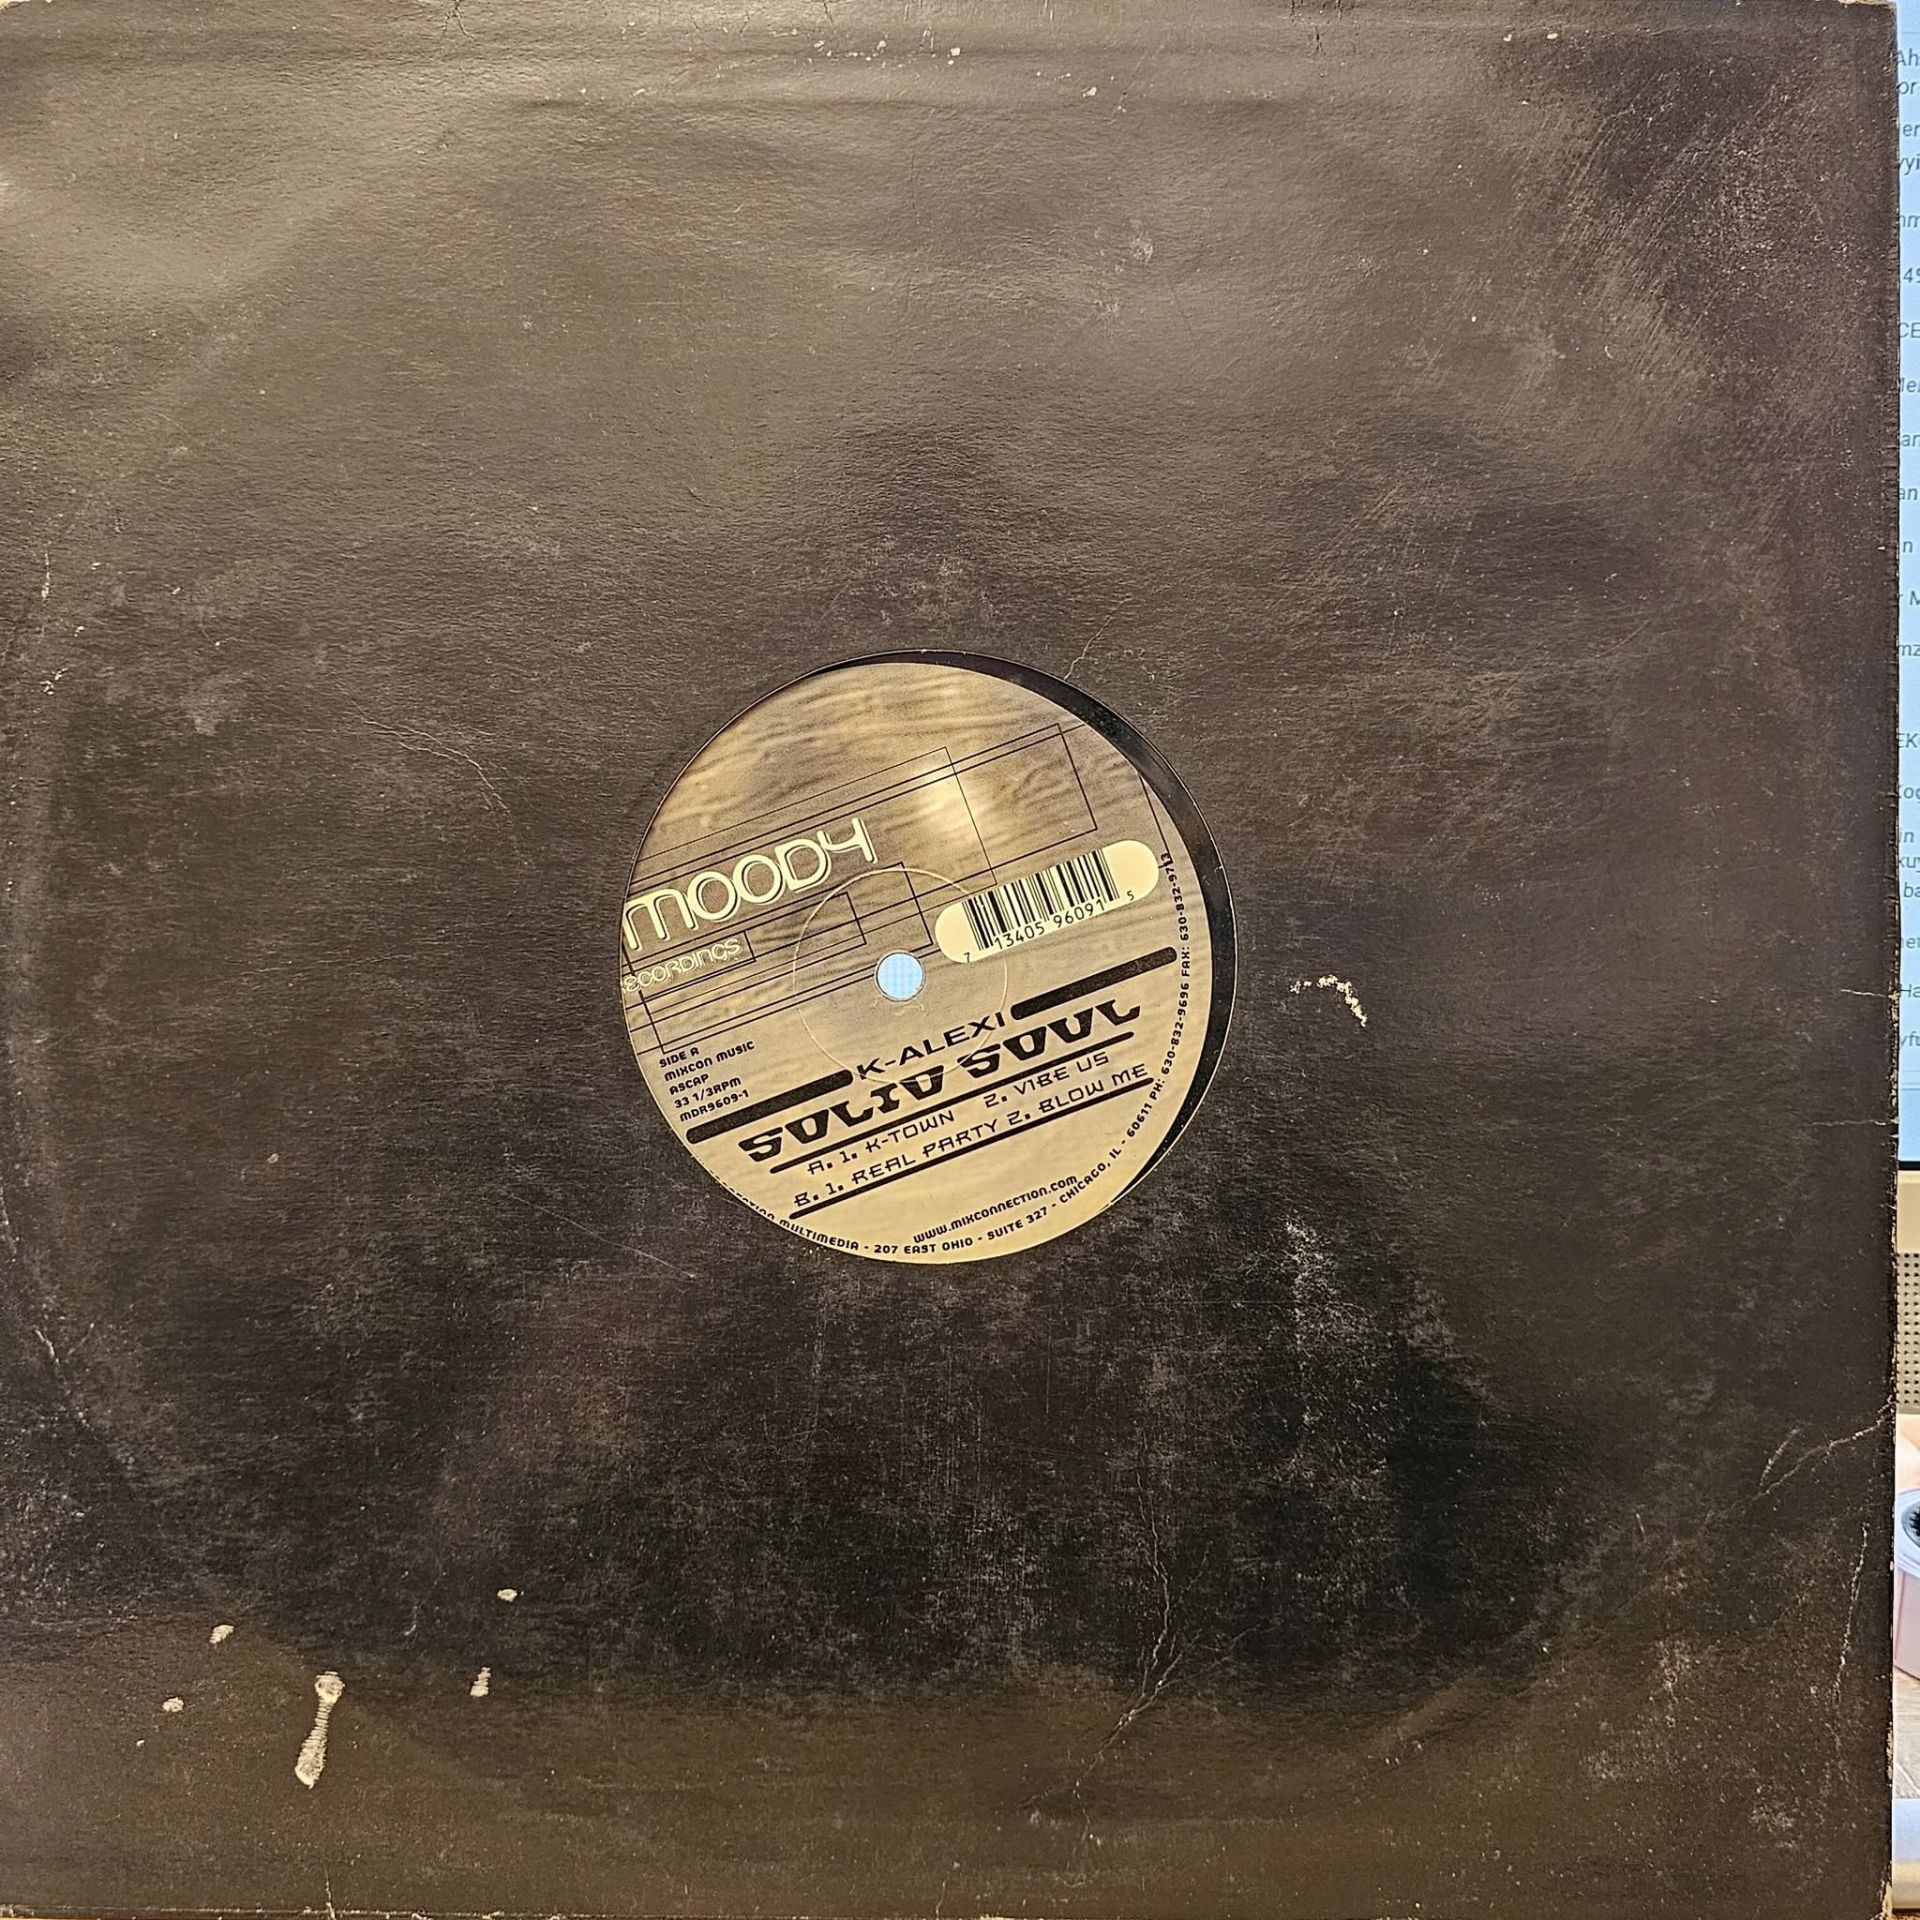 MOODY
RECORDINGS
7 13405 96091 5
SIDE A
MIXCON MUSIC
ASCAP
33 1/3RPM
MDR9609-1
K-ALEXI
SOLID SOUL
A. 1. K-TOWN 2. VIBE US
B. 1. REAL PARTY 2. BLOW ME
WWW.MIXCONNECTION.COM
MULTIMEDIA - 207 EAST OHIO - SUITE 327 - CHICAGO, IL - 60611 PH: 630-832-9696 FAX: 630-832-9713